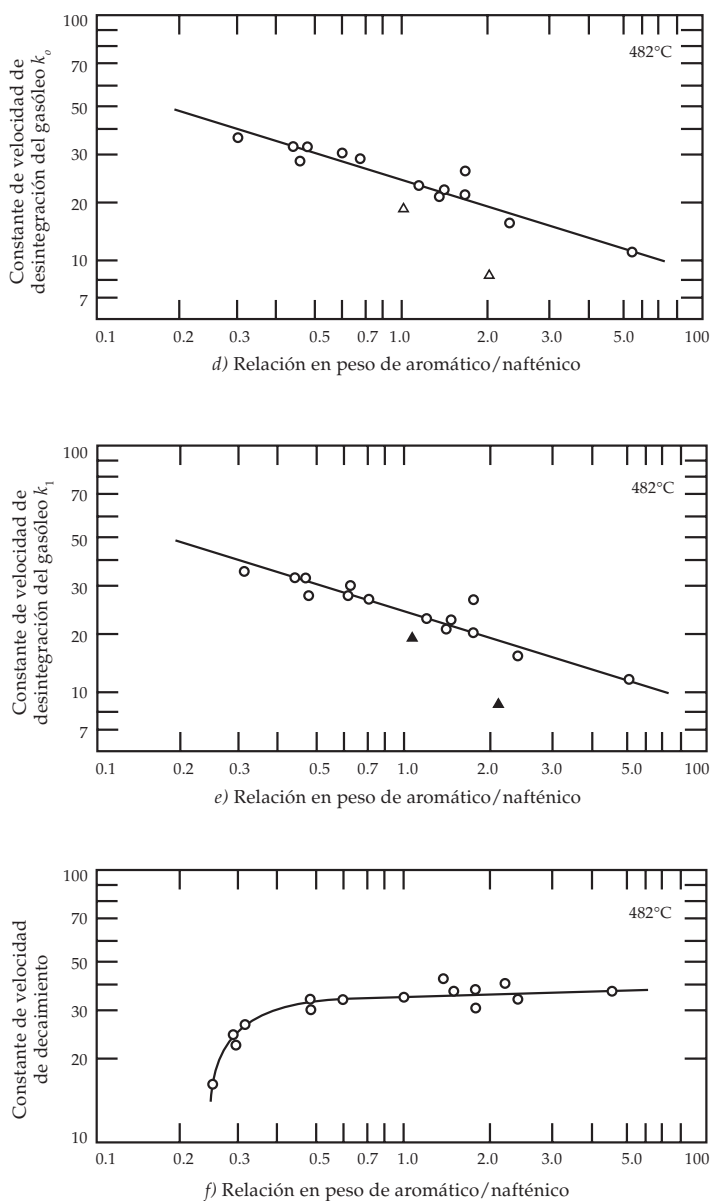 100
70
50
30
20
10
7
Constante de velocidad de
desintegración del gasóleo kₒ
482°C
0.1 0.2 0.3 0.5 0.7 1.0 2.0 3.0 5.0 100
d) Relación en peso de aromático/nafténico
100
70
50
30
20
10
7
Constante de velocidad de
desintegración del gasóleo k₁
482°C
0.1 0.2 0.3 0.5 0.7 1.0 2.0 3.0 5.0 100
e) Relación en peso de aromático/nafténico
100
70
50
30
20
10
Constante de velocidad
de decaimiento
482°C
0.1 0.2 0.3 0.5 0.7 1.0 2.0 3.0 5.0 100
f) Relación en peso de aromático/nafténico